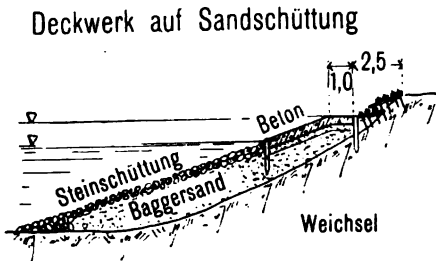 Deckwerk auf Sandschüttung
2,5
1,0
Beton
Steinschüttung
Baggersand
Weichsel